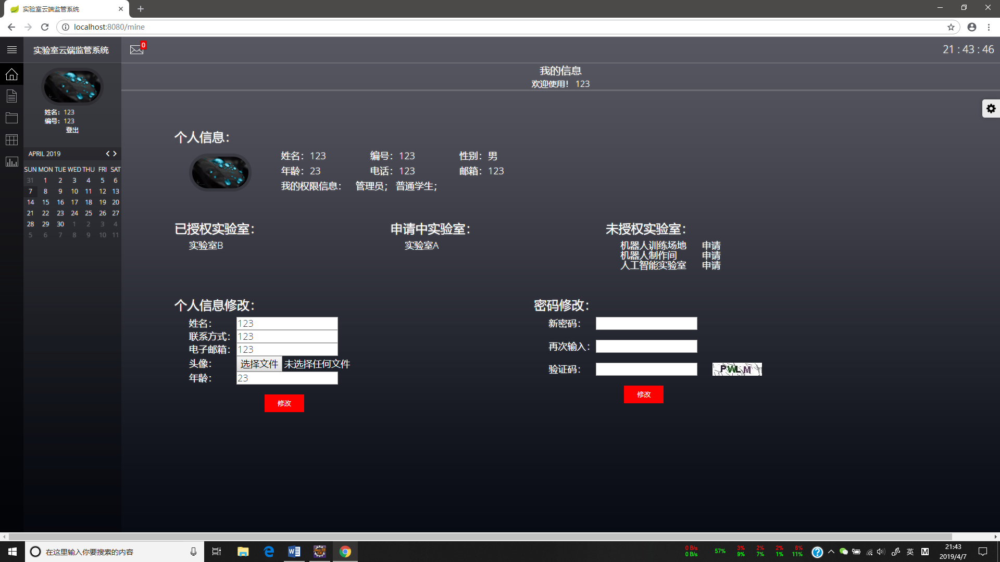 实验室云端监管系统
localhost:8080/mine
实验室云端监管系统
0
21 : 43 : 46
我的信息
欢迎使用! 123
姓名：123
编号：123
登出
APRIL 2019
SUN MON TUE WED THU FRI SAT
31 1 2 3 4 5 6
7 8 9 10 11 12 13
14 15 16 17 18 19 20
21 22 23 24 25 26 27
28 29 30 1 2 3 4
5 6 7 8 9 10 11
个人信息：
姓名：123 编号：123 性别：男
年龄：23 电话：123 邮箱：123
我的权限信息： 管理员； 普通学生；
已授权实验室： 申请中实验室： 未授权实验室：
实验室B 实验室A 机器人训练场地 申请
机器人制作间 申请
人工智能实验室 申请
个人信息修改：
姓名： 123
联系方式： 123
电子邮箱： 123
头像： 选择文件 未选择任何文件
年龄： 23
修改
密码修改：
新密码：
再次输入：
验证码： PWLM
修改
在这里输入你要搜索的内容
0 B/s 57% 3% 2% 2% 8%
0 B/s 9% 7% 1% 11%
英 M
21:43
2019/4/7